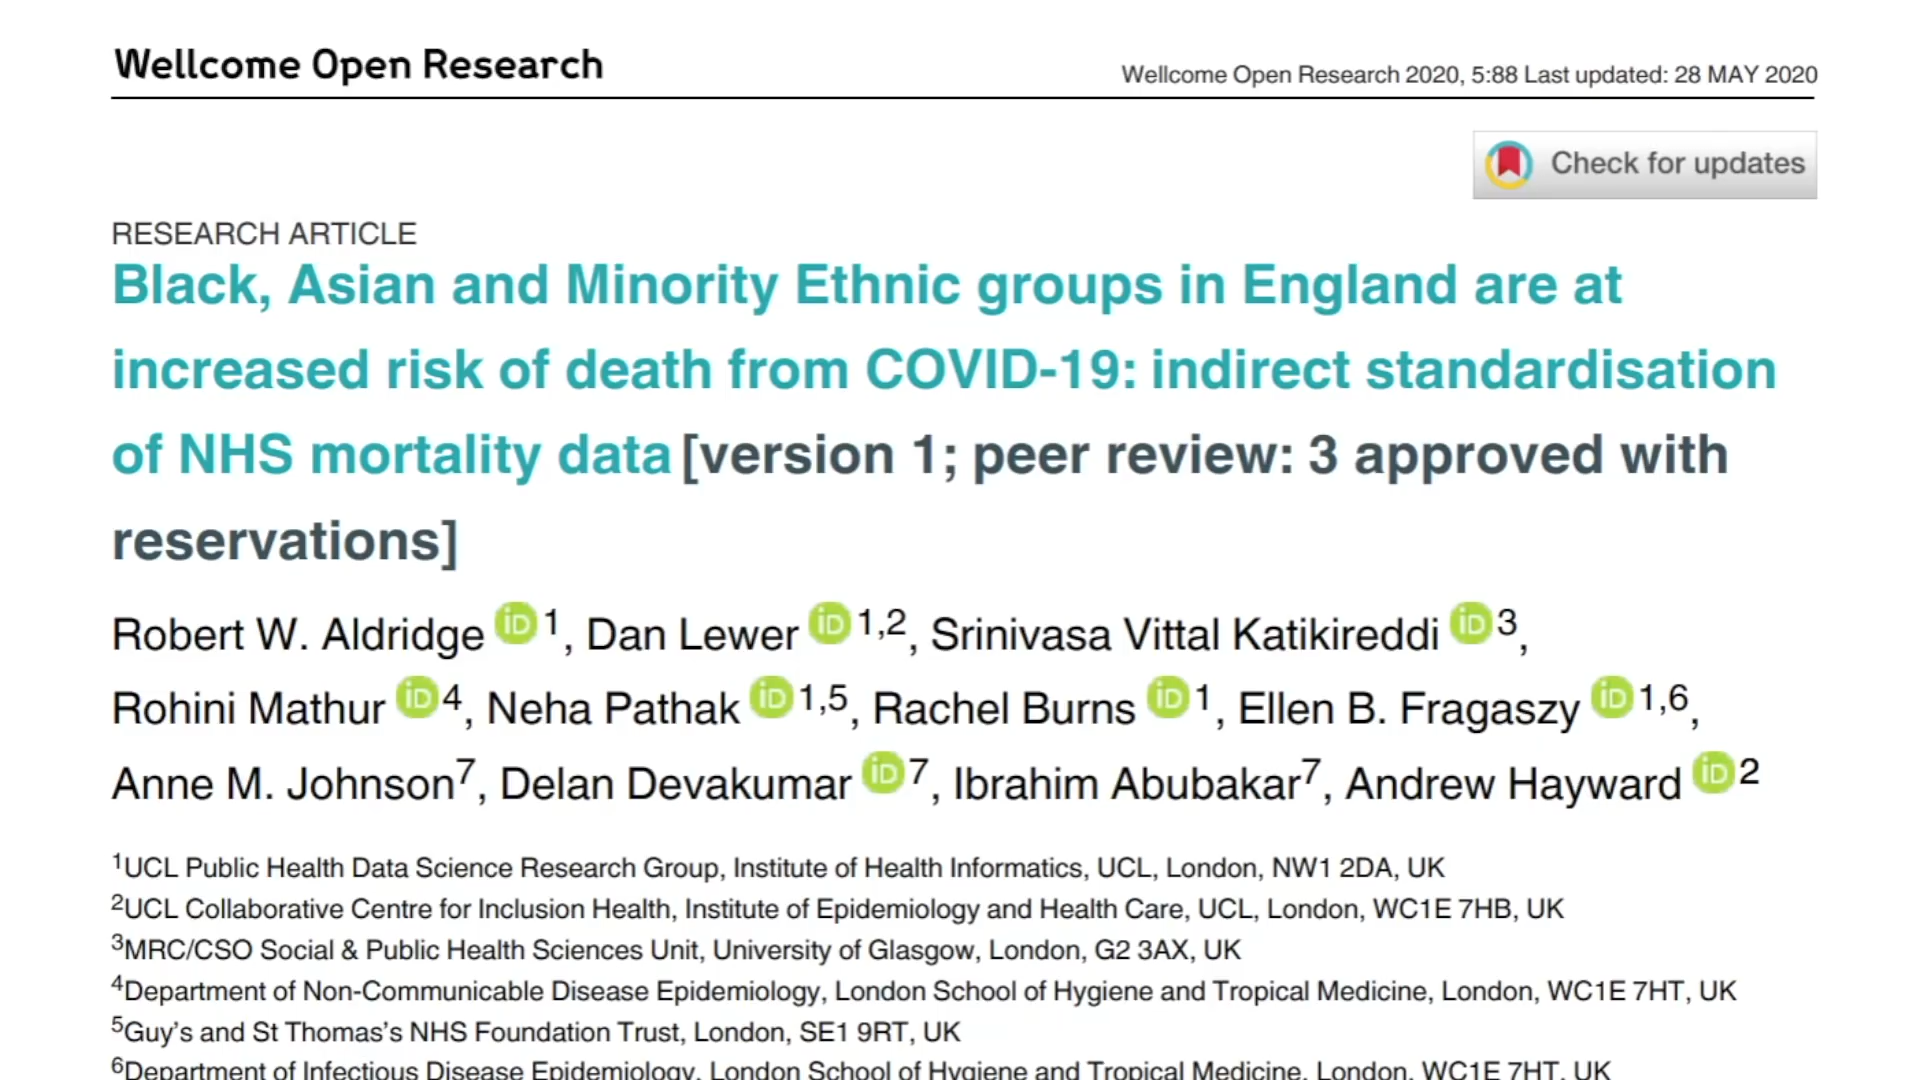 Wellcome Open Research
Wellcome Open Research 2020, 5:88 Last updated: 28 MAY 2020
Check for updates
RESEARCH ARTICLE
Black, Asian and Minority Ethnic groups in England are at
increased risk of death from COVID-19: indirect standardisation
of NHS mortality data [version 1; peer review: 3 approved with
reservations]
Robert W. Aldridge iD 1, Dan Lewer iD 1,2, Srinivasa Vittal Katikireddi iD 3,
Rohini Mathur iD 4, Neha Pathak iD 1,5, Rachel Burns iD 1, Ellen B. Fragaszy iD 1,6,
Anne M. Johnson7, Delan Devakumar iD 7, Ibrahim Abubakar7, Andrew Hayward iD 2
1UCL Public Health Data Science Research Group, Institute of Health Informatics, UCL, London, NW1 2DA, UK
2UCL Collaborative Centre for Inclusion Health, Institute of Epidemiology and Health Care, UCL, London, WC1E 7HB, UK
3MRC/CSO Social & Public Health Sciences Unit, University of Glasgow, London, G2 3AX, UK
4Department of Non-Communicable Disease Epidemiology, London School of Hygiene and Tropical Medicine, London, WC1E 7HT, UK
5Guy's and St Thomas's NHS Foundation Trust, London, SE1 9RT, UK
6Department of Infectious Disease Epidemiology, London School of Hygiene and Tropical Medicine, London, WC1E 7HT, UK